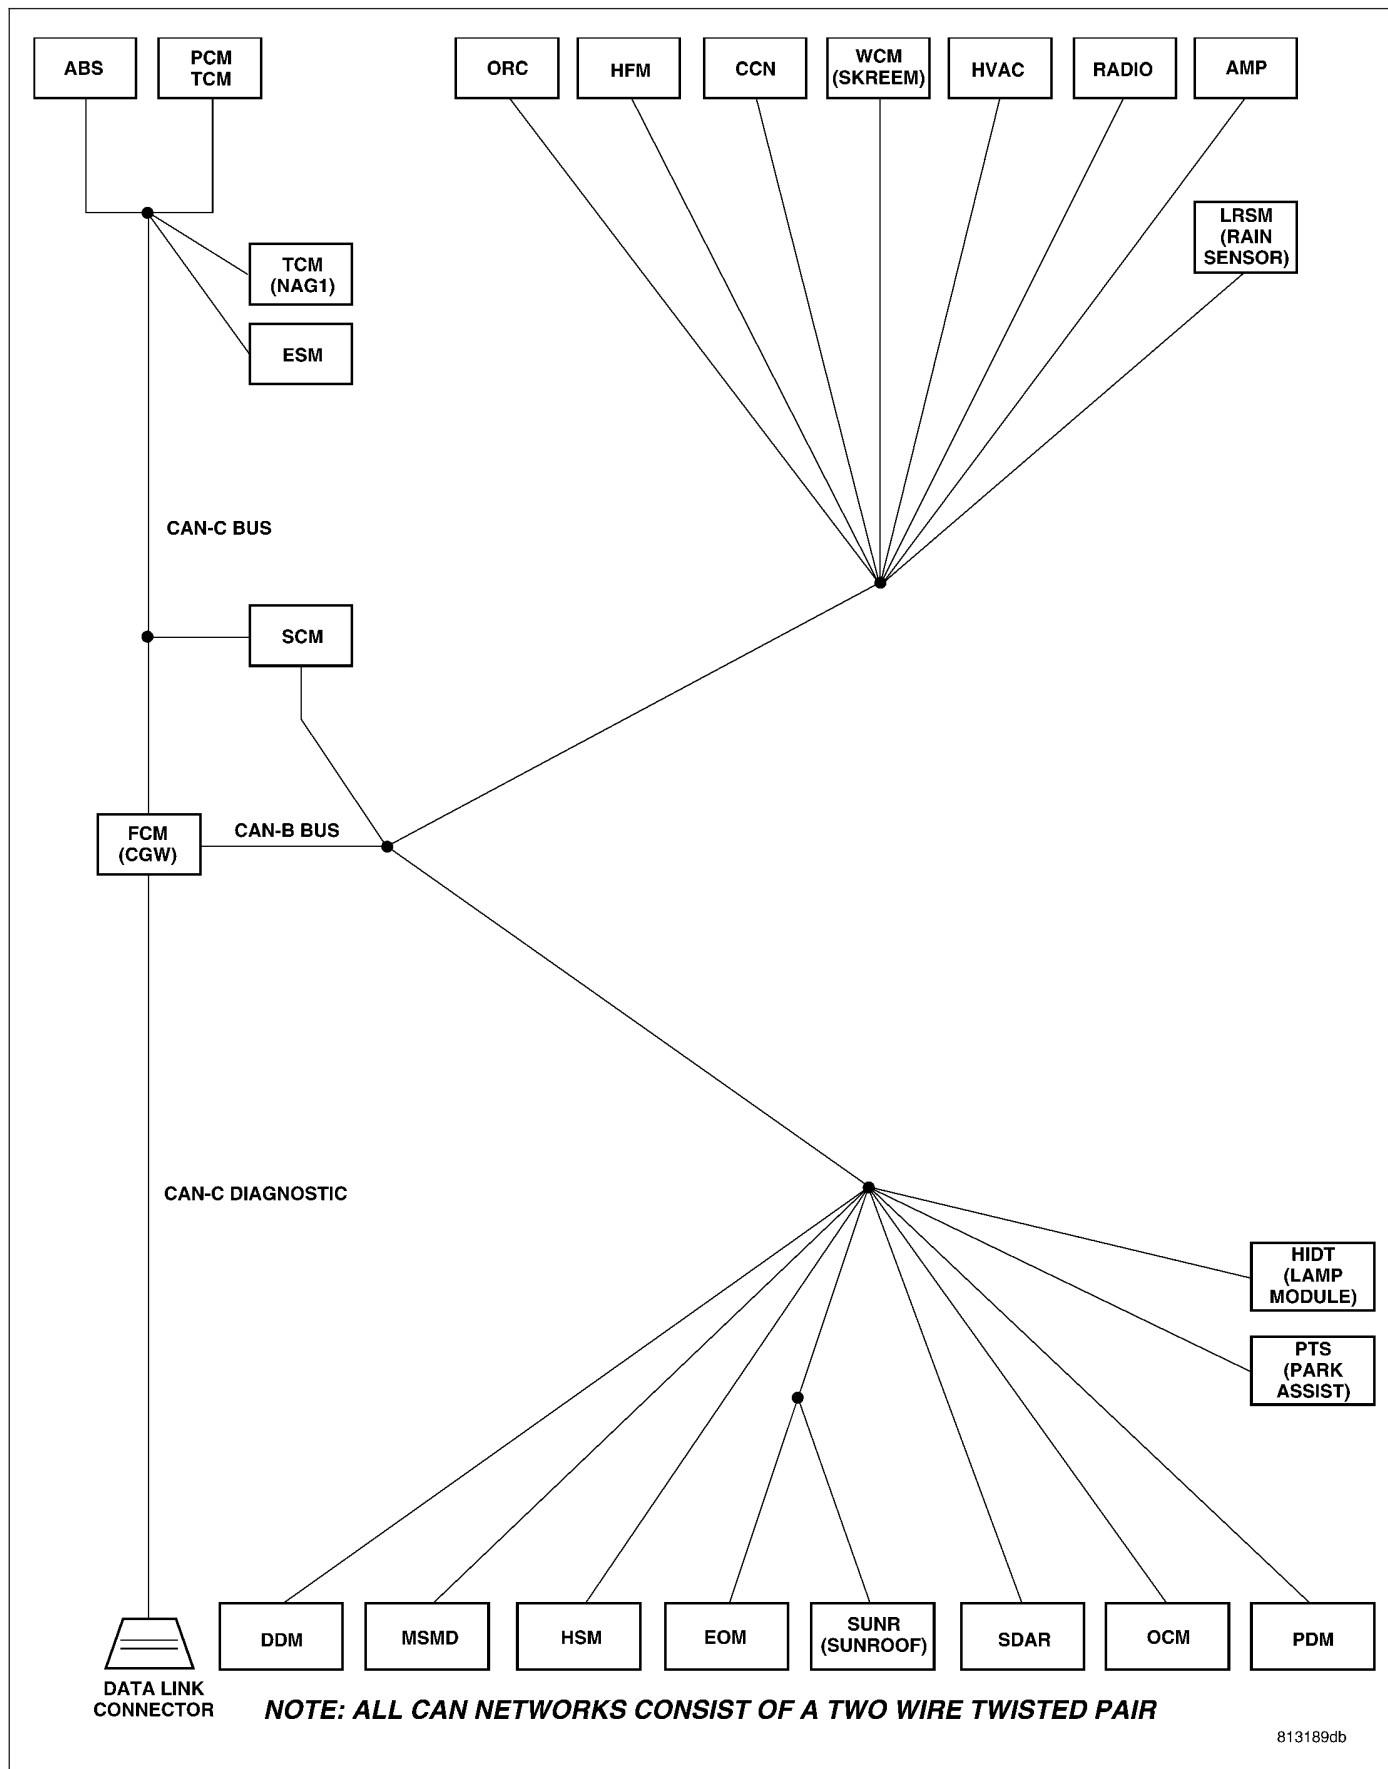 ABS
PCM
TCM
ORC
HFM
CCN
WCM
(SKREEM)
HVAC
RADIO
AMP
LRSM
(RAIN
SENSOR)
TCM
(NAG1)
ESM
CAN-C BUS
SCM
FCM
(CGW)
CAN-B BUS
CAN-C DIAGNOSTIC
HIDT
(LAMP
MODULE)
PTS
(PARK
ASSIST)
DDM
MSMD
HSM
EOM
SUNR
(SUNROOF)
SDAR
OCM
PDM
DATA LINK
CONNECTOR
NOTE: ALL CAN NETWORKS CONSIST OF A TWO WIRE TWISTED PAIR
813189db